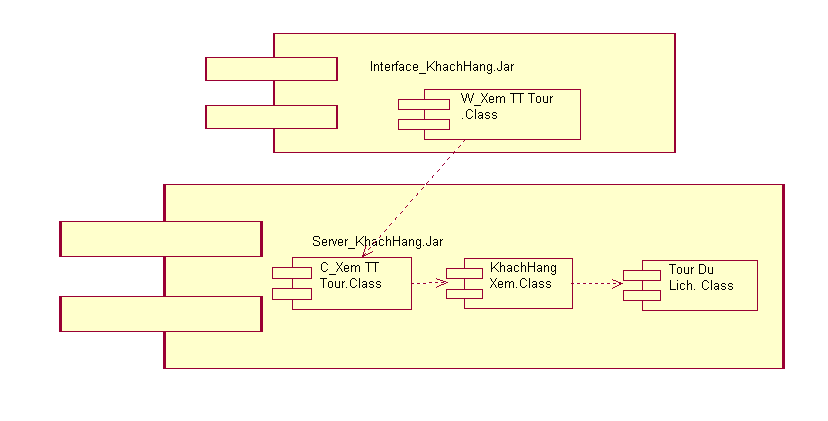 Interface_KhachHang.Jar
W_Xem TT Tour
.Class
Server_KhachHang.Jar
C_Xem TT
Tour.Class
KhachHang
Xem.Class
Tour Du
Lich. Class